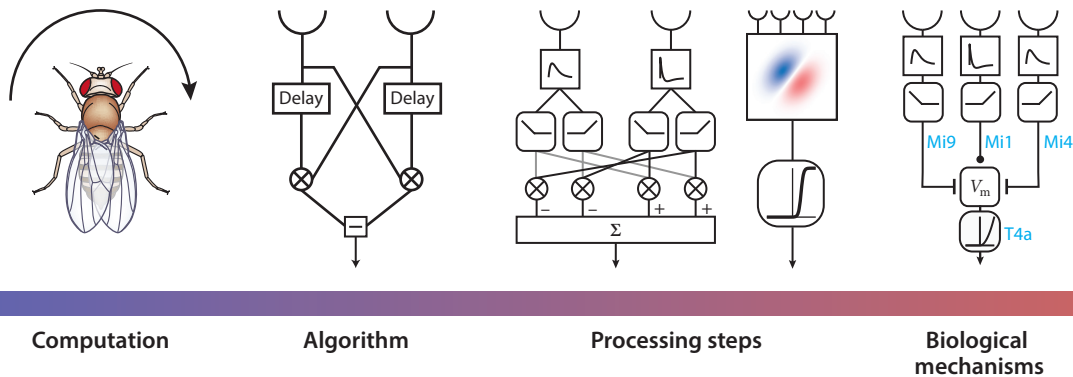 Delay
Delay
−
− − + +
Σ
Mi9
Mi1
Mi4
Vm
T4a
Computation
Algorithm
Processing steps
Biological
mechanisms